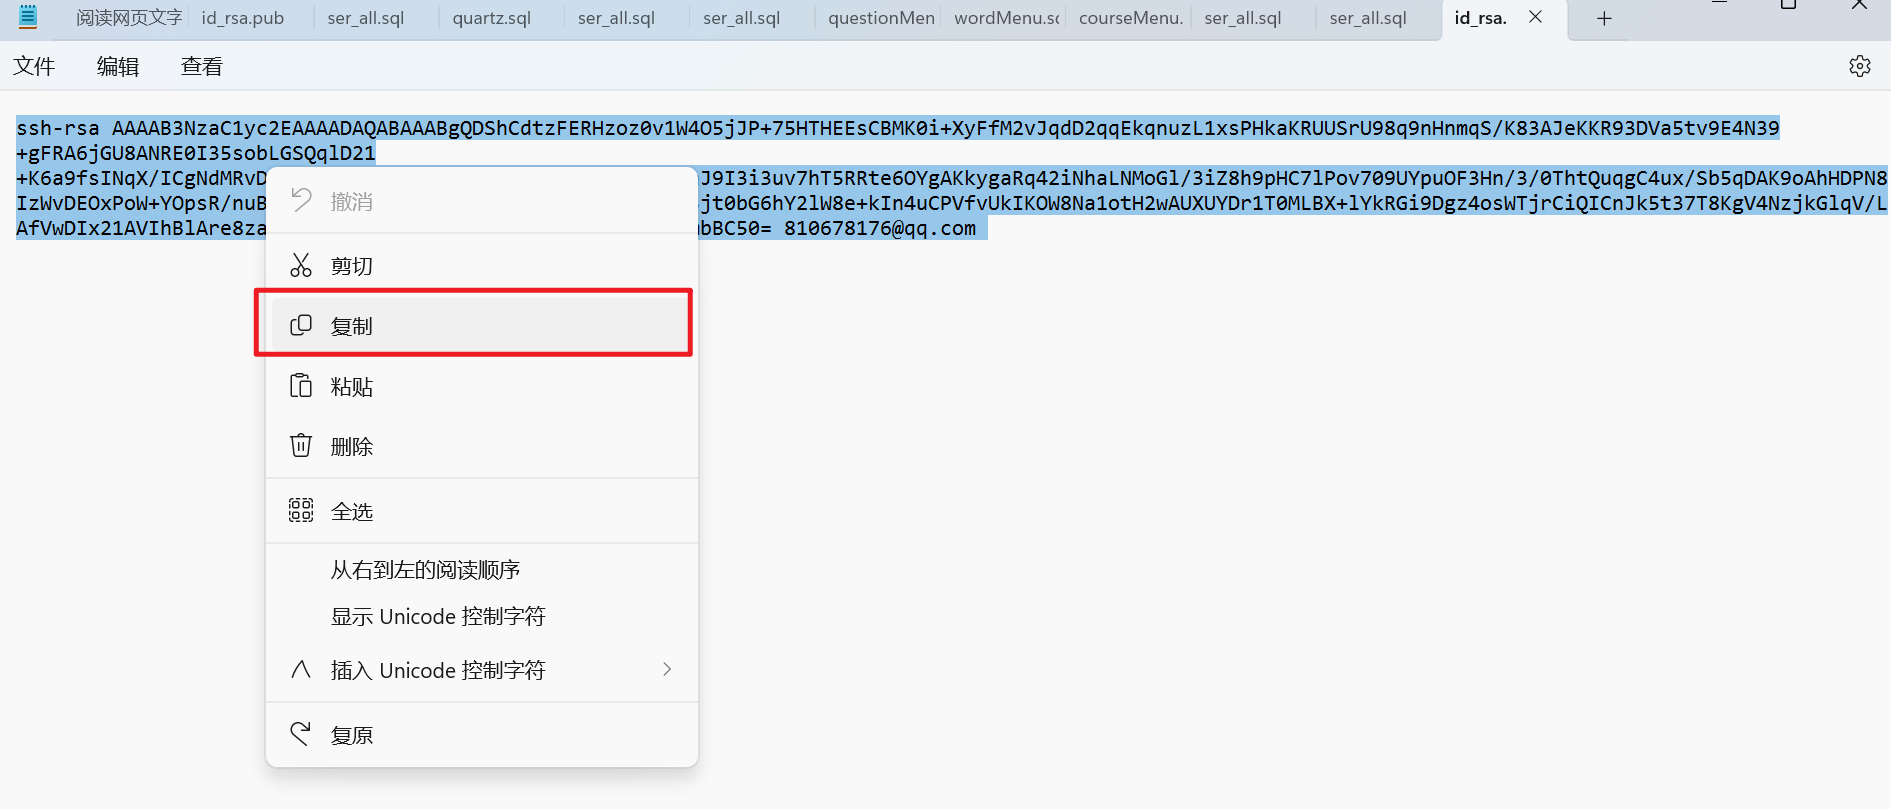 阅读网页文字 id_rsa.pub ser_all.sql quartz.sql ser_all.sql ser_all.sql questionMen wordMenu.sc courseMenu. ser_all.sql ser_all.sql id_rsa.
文件 编辑 查看
ssh-rsa AAAAB3NzaC1yc2EAAAADAQABAAABgQDShCdtzFERHzoz0v1W4O5jJP+75HTHEEsCBMK0i+XyFfM2vJqdD2qqEkqnuzL1xsPHkaKRUUSrU98q9nHnmqS/K83AJeKKR93DVa5tv9E4N39
+gFRA6jGU8ANRE0I35sobLGSQqlD21
+K6a9fsINqX/ICgNdMRvD J9I3i3uv7hT5RRte6OYgAKkygaRq42iNhaLNMoGl/3iZ8h9pHC7lPov709UYpuOF3Hn/3/0ThtQuqgC4ux/Sb5qDAK9oAhHDPN8
IzWvDEOxPoW+YOpsR/nuB jt0bG6hY2lW8e+kIn4uCPVfvUkIKOW8Na1otH2wAUXUYDr1T0MLBX+lYkRGi9Dgz4osWTjrCiQICnJk5t37T8KgV4NzjkGlqV/L
AfVwDIx21AVIhBlAre8za bBC50= 810678176@qq.com
撤消
剪切
复制
粘贴
删除
全选
从右到左的阅读顺序
显示 Unicode 控制字符
插入 Unicode 控制字符
复原